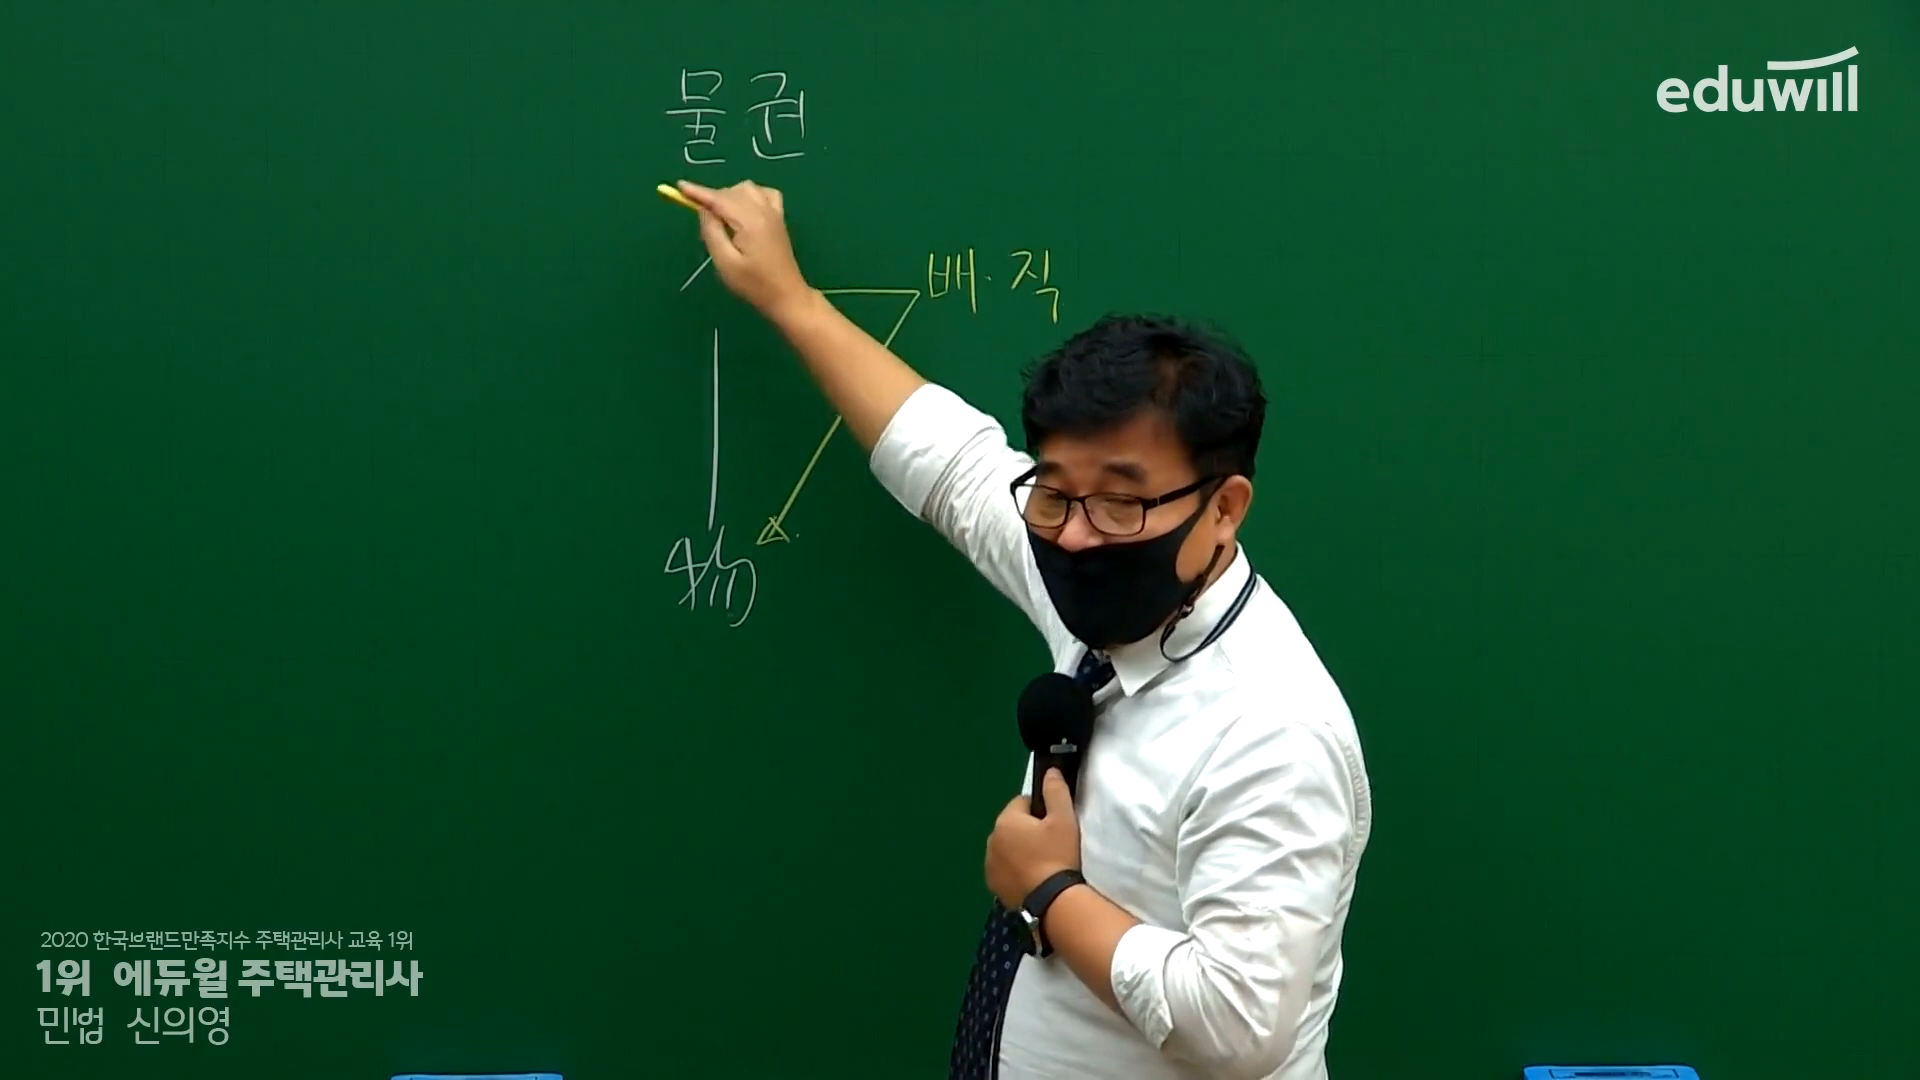 eduwill
물권
배·직
物
2020 한국브랜드만족지수 주택관리사 교육 1위
1위 에듀윌 주택관리사
민법 신의영